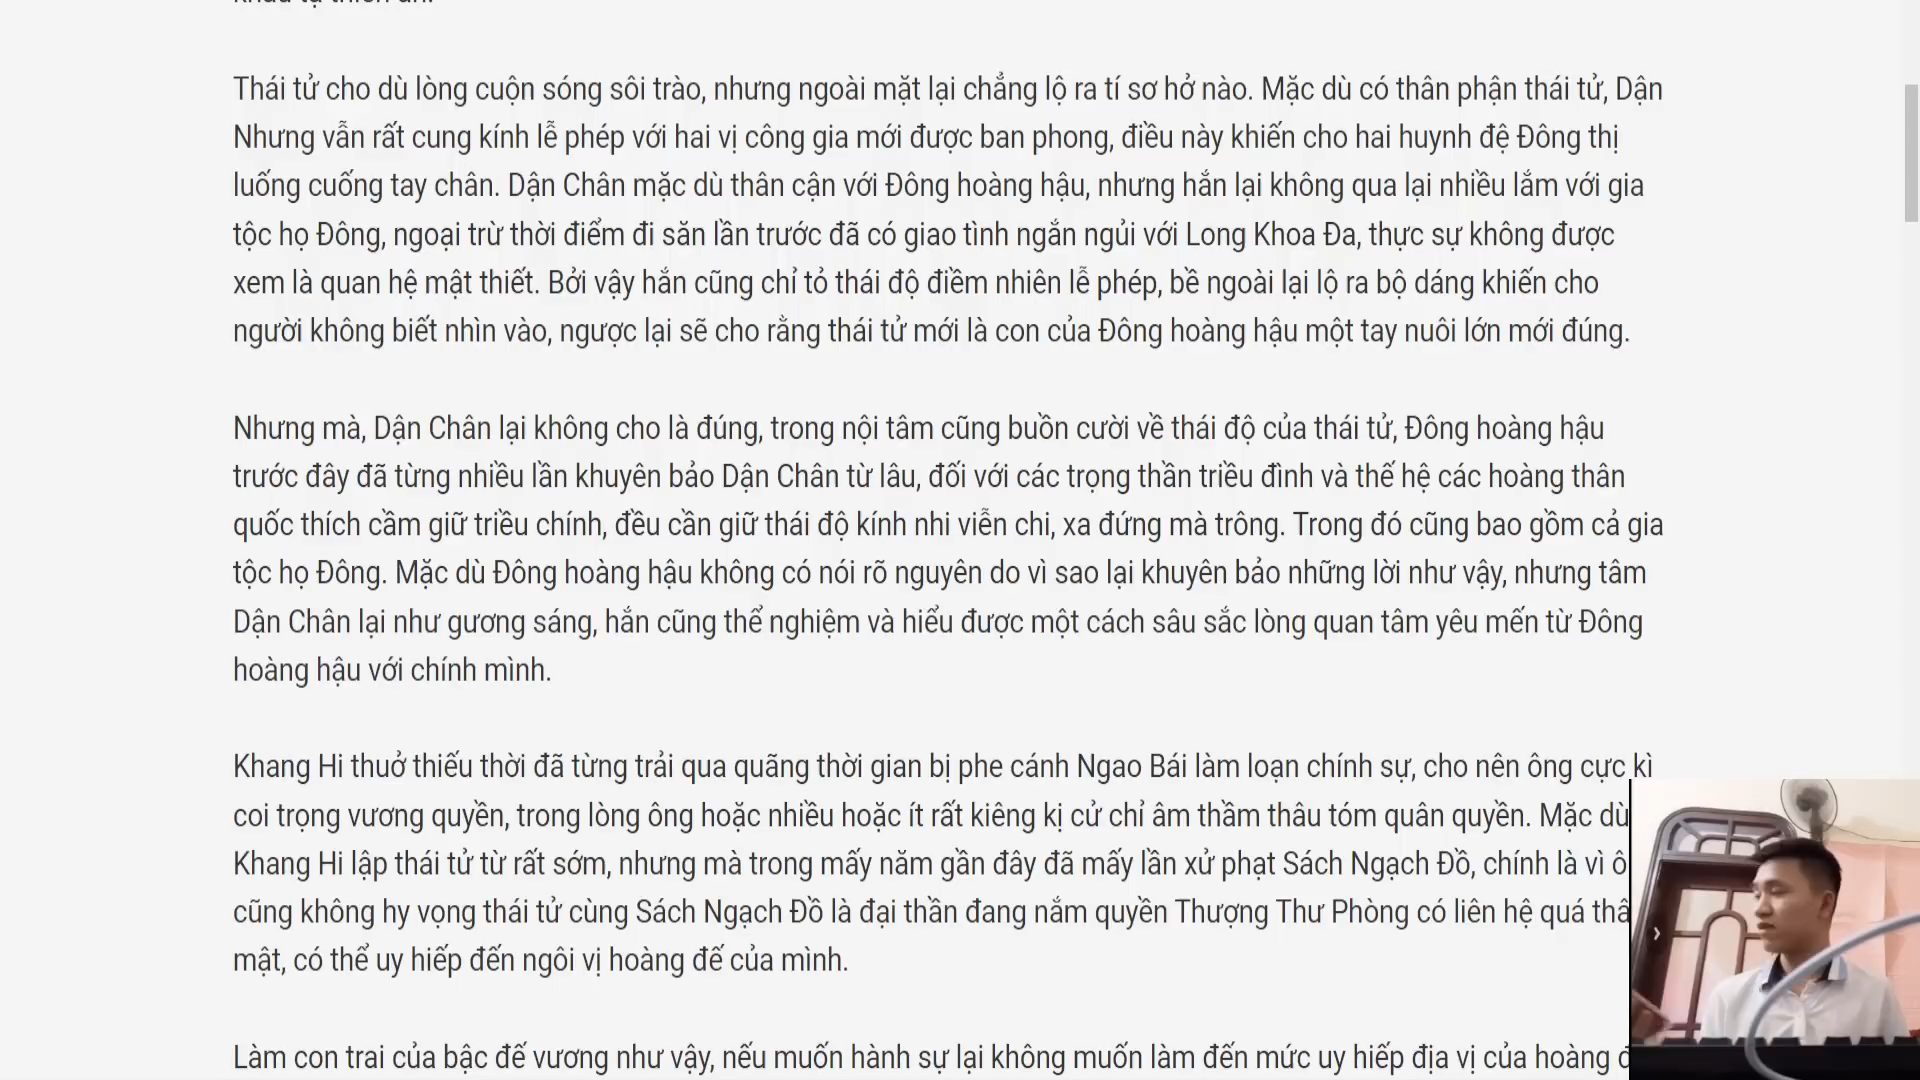 Thái tử cho dù lòng cuộn sóng sôi trào, nhưng ngoài mặt lại chẳng lộ ra tí sơ hở nào. Mặc dù có thân phận thái tử, Dận
Nhưng vẫn rất cung kính lễ phép với hai vị công gia mới được ban phong, điều này khiến cho hai huynh đệ Đông thị
luống cuống tay chân. Dận Chân mặc dù thân cận với Đông hoàng hậu, nhưng hắn lại không qua lại nhiều lắm với gia
tộc họ Đông, ngoại trừ thời điểm đi săn lần trước đã có giao tình ngắn ngủi với Long Khoa Đa, thực sự không được
xem là quan hệ mật thiết. Bởi vậy hắn cũng chỉ tỏ thái độ điềm nhiên lễ phép, bề ngoài lại lộ ra bộ dáng khiến cho
người không biết nhìn vào, ngược lại sẽ cho rằng thái tử mới là con của Đông hoàng hậu một tay nuôi lớn mới đúng.
Nhưng mà, Dận Chân lại không cho là đúng, trong nội tâm cũng buồn cười về thái độ của thái tử, Đông hoàng hậu
trước đây đã từng nhiều lần khuyên bảo Dận Chân từ lâu, đối với các trọng thần triều đình và thế hệ các hoàng thân
quốc thích cầm giữ triều chính, đều cần giữ thái độ kính nhi viễn chi, xa đứng mà trông. Trong đó cũng bao gồm cả gia
tộc họ Đông. Mặc dù Đông hoàng hậu không có nói rõ nguyên do vì sao lại khuyên bảo những lời như vậy, nhưng tâm
Dận Chân lại như gương sáng, hắn cũng thể nghiệm và hiểu được một cách sâu sắc lòng quan tâm yêu mến từ Đông
hoàng hậu với chính mình.
Khang Hi thuở thiếu thời đã từng trải qua quãng thời gian bị phe cánh Ngao Bái làm loạn chính sự, cho nên ông cực kì
coi trọng vương quyền, trong lòng ông hoặc nhiều hoặc ít rất kiêng kị cử chỉ âm thầm thâu tóm quân quyền. Mặc dù
Khang Hi lập thái tử từ rất sớm, nhưng mà trong mấy năm gần đây đã mấy lần xử phạt Sách Ngạch Đồ, chính là vì
cũng không hy vọng thái tử cùng Sách Ngạch Đồ là đại thần đang nắm quyền Thượng Thư Phòng có liên hệ quá
mật, có thể uy hiếp đến ngôi vị hoàng đế của mình.
Làm con trai của bậc đế vương như vậy, nếu muốn hành sự lại không muốn làm đến mức uy hiếp địa vị của hoàng